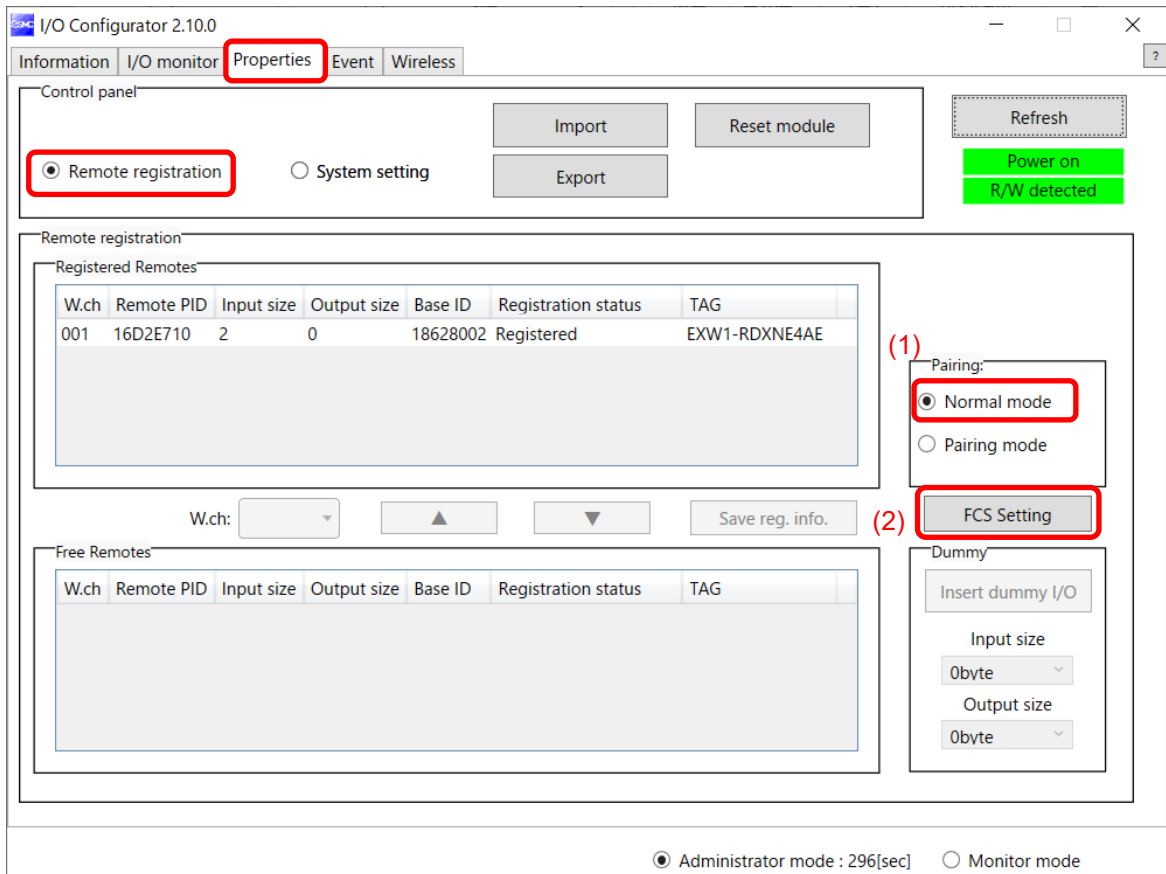 SMC I/O Configurator 2.10.0
Information I/O monitor Properties Event Wireless ?
Control panel
Import Reset module Refresh
Remote registration System setting Export
Power on
R/W detected
Remote registration
Registered Remotes
W.ch Remote PID Input size Output size Base ID Registration status TAG
001 16D2E710 2 0 18628002 Registered EXW1-RDXNE4AE
(1)
Pairing:
Normal mode
Pairing mode
W.ch: ▲ ▼ Save reg. info. (2) FCS Setting
Free Remotes
W.ch Remote PID Input size Output size Base ID Registration status TAG
Dummy
Insert dummy I/O
Input size
0byte
Output size
0byte
Administrator mode : 296[sec] Monitor mode